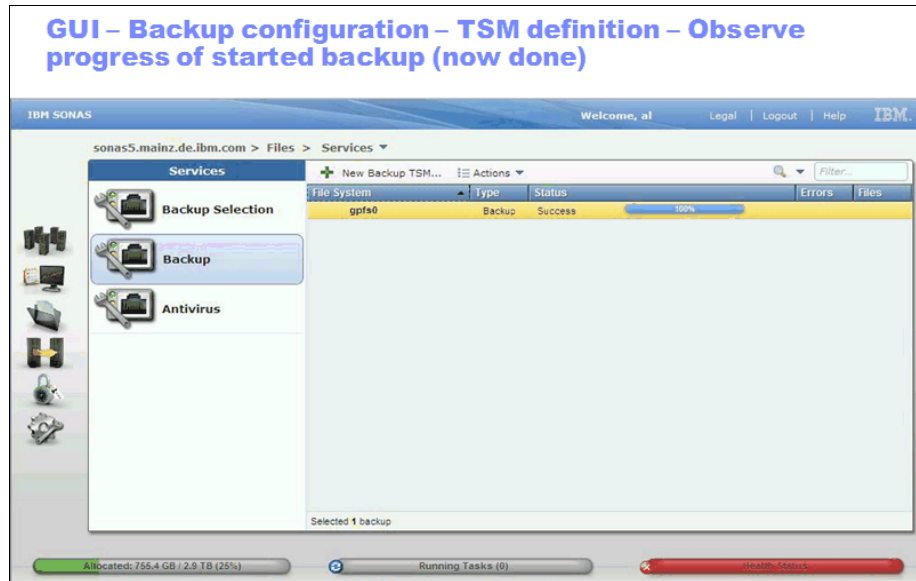 GUI – Backup configuration – TSM definition – Observe
progress of started backup (now done)
IBM SONAS
Welcome, al
Legal | Logout | Help
IBM.
sonas5.mainz.de.ibm.com > Files > Services
Services
New Backup TSM...
Actions
Filter...
File System
Type
Status
Errors
Files
gpfs0
Backup
Success
100%
Backup Selection
Backup
Antivirus
Selected 1 backup
Allocated: 755.4 GB / 2.9 TB (25%)
Running Tasks (0)
Health Status